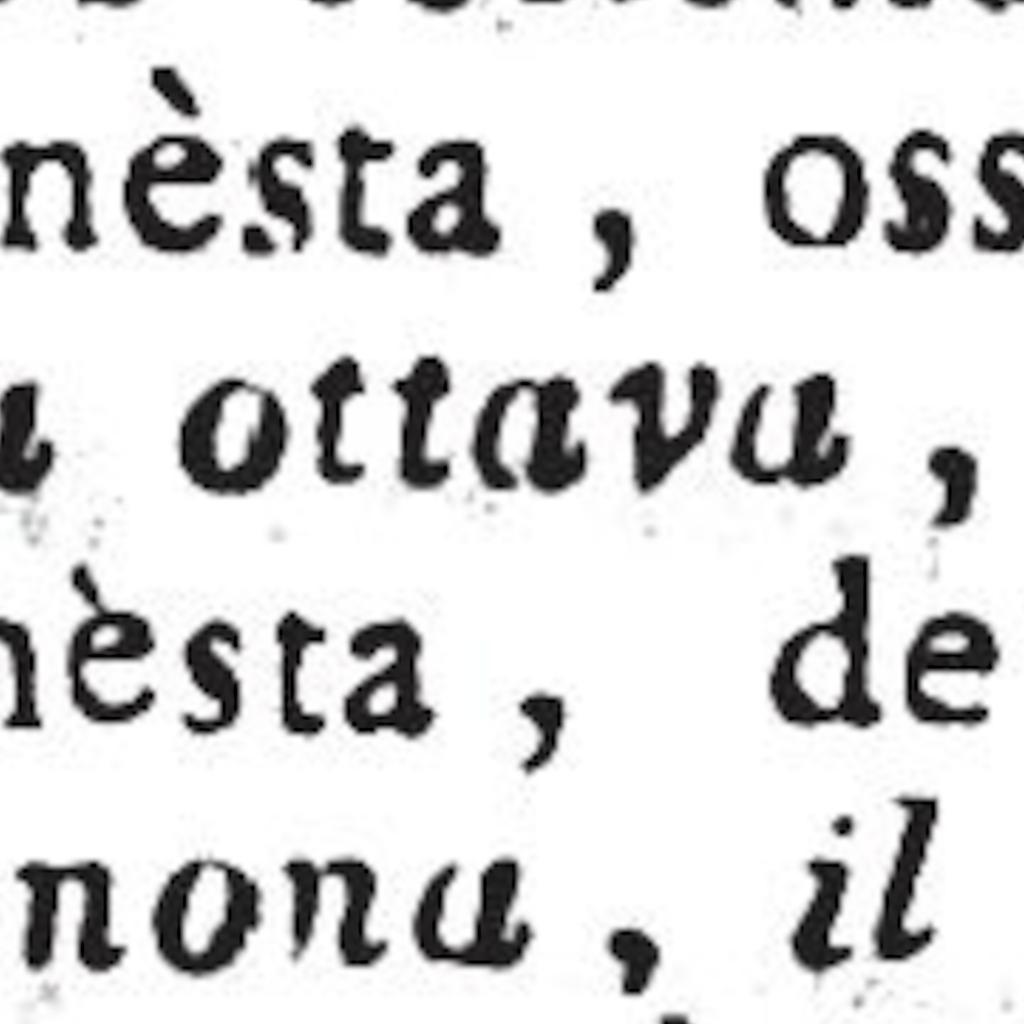 nèsta, oss
a ottava,
nèsta, de
nona, il